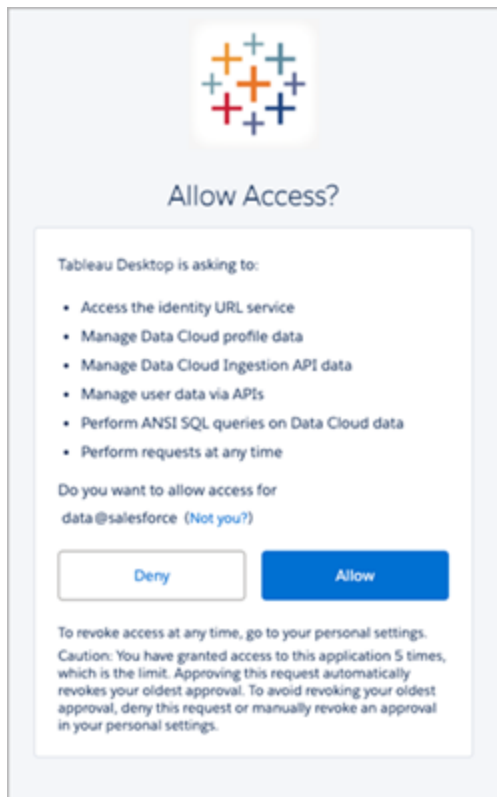 Allow Access?
Tableau Desktop is asking to:
• Access the identity URL service
• Manage Data Cloud profile data
• Manage Data Cloud Ingestion API data
• Manage user data via APIs
• Perform ANSI SQL queries on Data Cloud data
• Perform requests at any time
Do you want to allow access for
data@salesforce (Not you?)
Deny
Allow
To revoke access at any time, go to your personal settings.
Caution: You have granted access to this application 5 times,
which is the limit. Approving this request automatically
revokes your oldest approval. To avoid revoking your oldest
approval, deny this request or manually revoke an approval
in your personal settings.